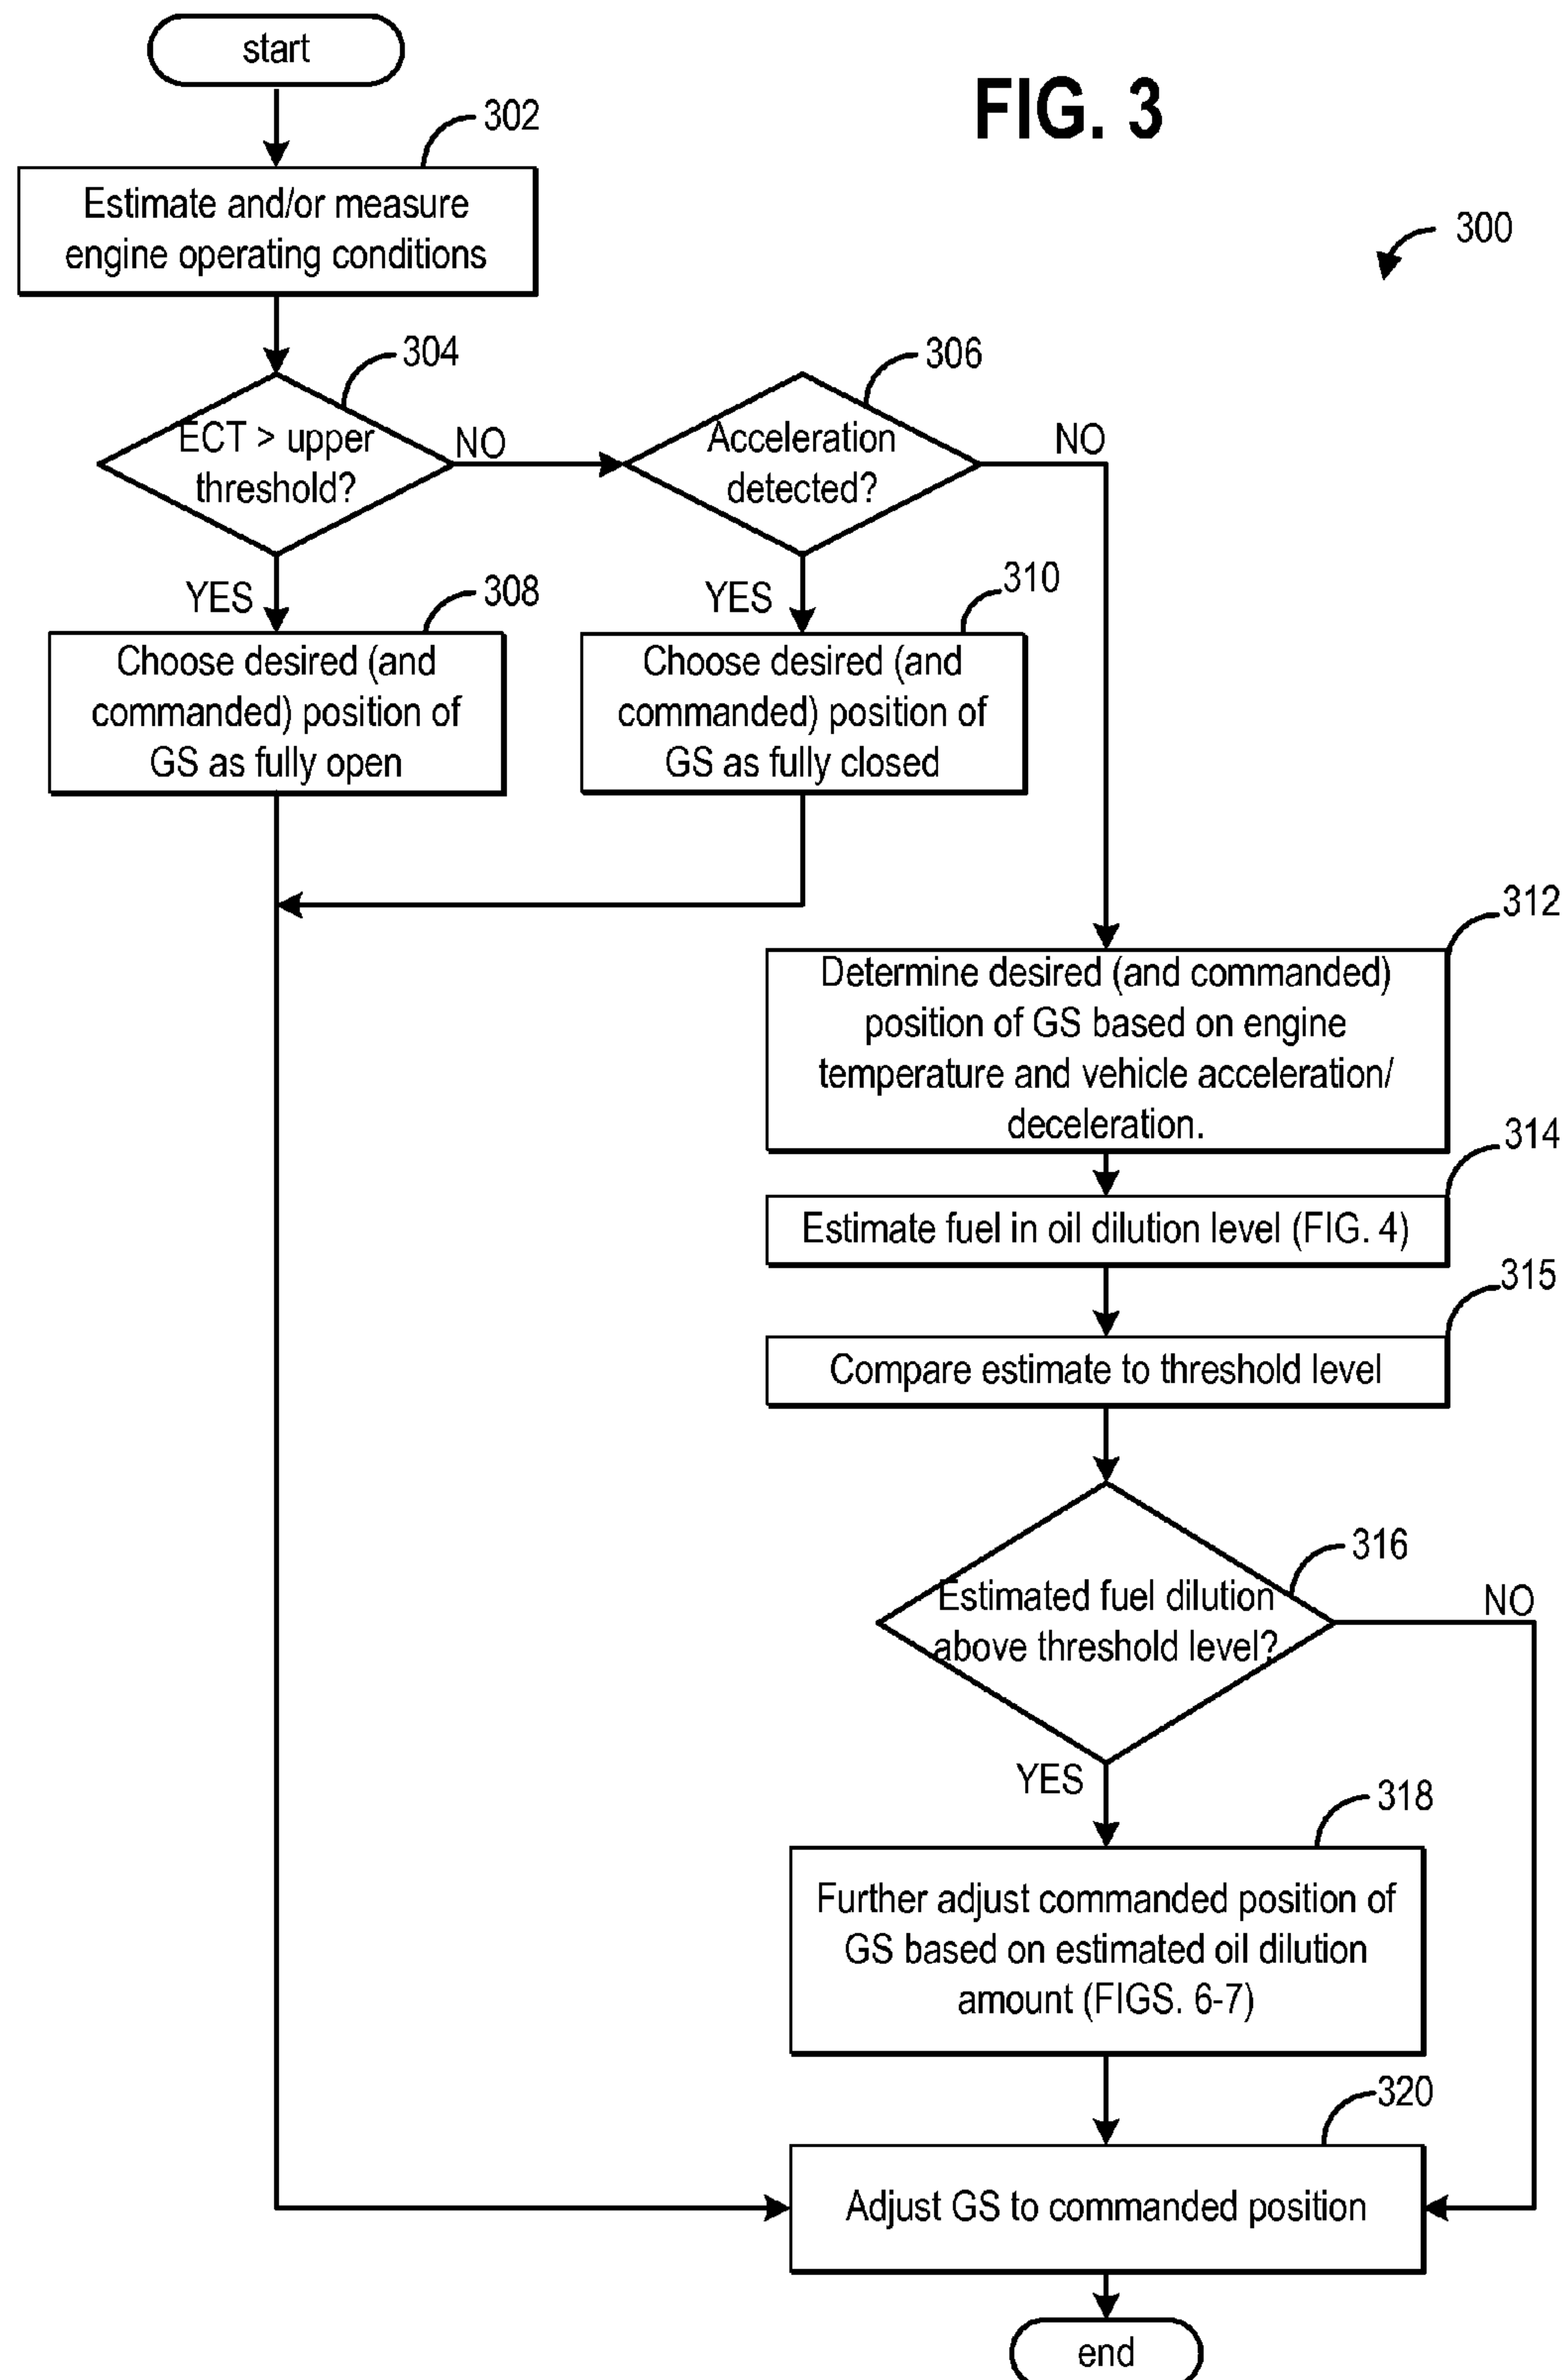 start
FIG. 3
302
Estimate and/or measure
engine operating conditions
300
304
306
ECT > upper
threshold?
NO
Acceleration
detected?
NO
YES
308
YES
310
Choose desired (and
commanded) position of
GS as fully open
Choose desired (and
commanded) position of
GS as fully closed
312
Determine desired (and commanded)
position of GS based on engine
temperature and vehicle acceleration/
deceleration.
314
Estimate fuel in oil dilution level (FIG. 4)
315
Compare estimate to threshold level
316
Estimated fuel dilution
above threshold level?
NO
YES
318
Further adjust commanded position of
GS based on estimated oil dilution
amount (FIGS. 6-7)
320
Adjust GS to commanded position
end